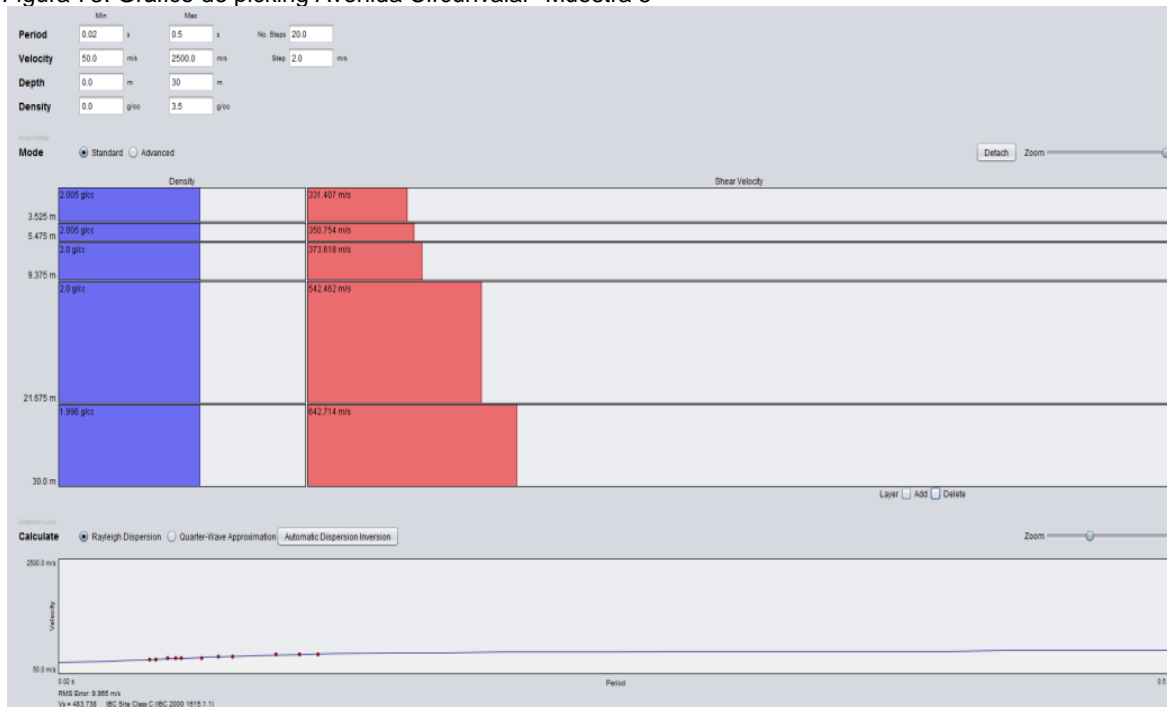 Figura 78. Gráfico de picking Avenida Circunvalar- Muestra 3
Min Max
Period 0.02 s 0.5 s No. Steps 20.0
Velocity 50.0 m/s 2500.0 m/s Step 2.0 m/s
Depth 0.0 m 30 m
Density 0.0 g/cc 3.5 g/cc
Mode Standard Advanced Detach Zoom
Density Shear Velocity
2.005 g/cc 331.407 m/s
3.525 m
2.005 g/cc 350.754 m/s
5.475 m
2.0 g/cc 373.618 m/s
9.375 m
2.0 g/cc 542.462 m/s
21.675 m
1.996 g/cc 642.714 m/s
30.0 m
Layer Add Delete
Calculate Rayleigh Dispersion Quarter-Wave Approximation Automatic Dispersion Inversion Zoom
2500.0 m/s
Velocity
50.0 m/s
0.02 s Period 0.5
RMS Error: 9.965 m/s
Vs = 483.738 IBC Site Class C (IBC 2000 1615.1.1)